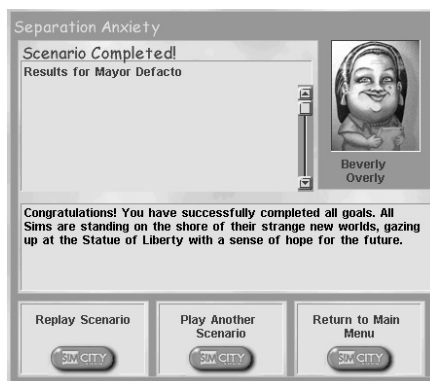 Separation Anxiety
Scenario Completed!
Results for Mayor Defacto
Beverly
Overly
Congratulations! You have successfully completed all goals. All
Sims are standing on the shore of their strange new worlds, gazing
up at the Statue of Liberty with a sense of hope for the future.
Replay Scenario
SIM CITY
Play Another
Scenario
SIM CITY
Return to Main
Menu
SIM CITY